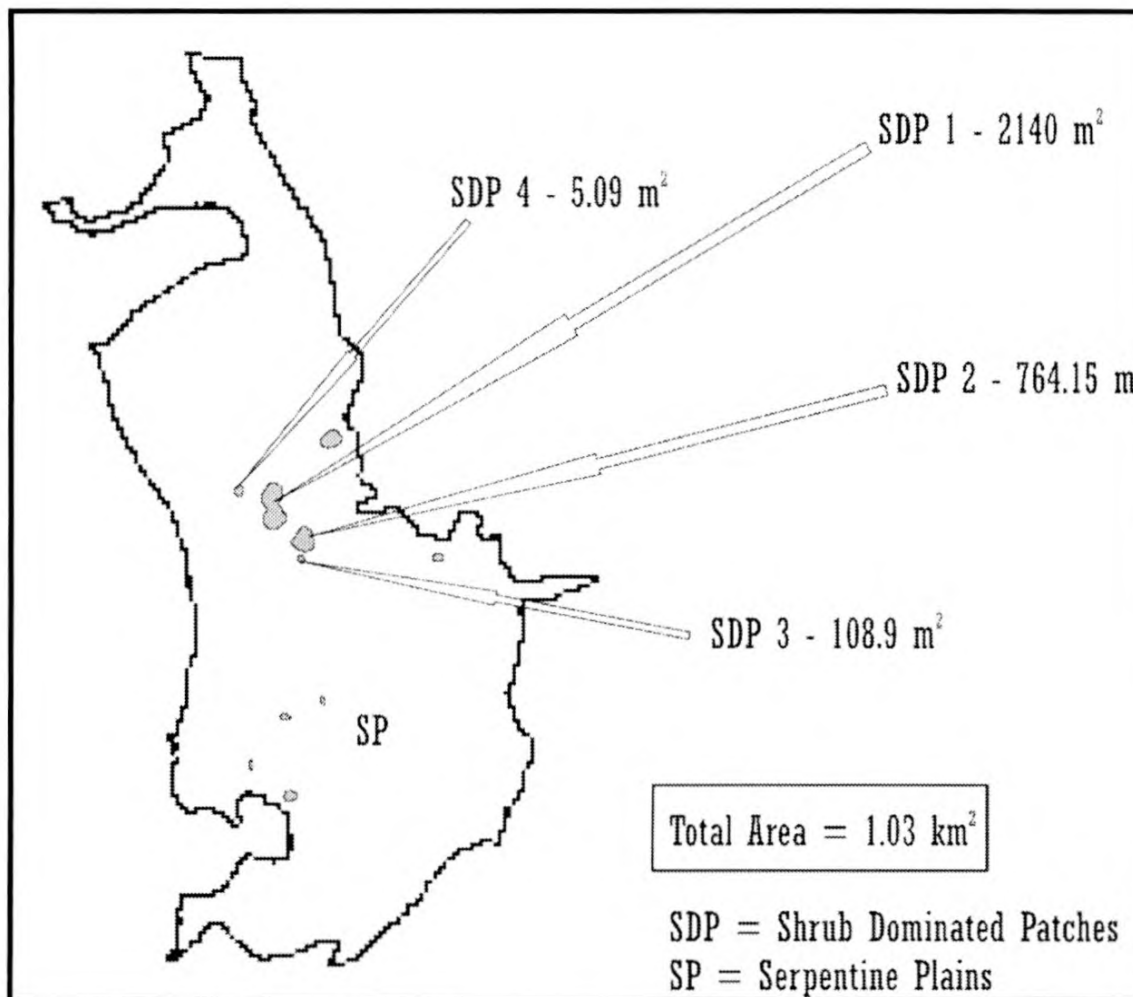 SDP 1 - 2140 m²
SDP 4 - 5.09 m²
SDP 2 - 764.15 m
SDP 3 - 108.9 m²
SP
Total Area = 1.03 km²
SDP = Shrub Dominated Patches
SP = Serpentine Plains